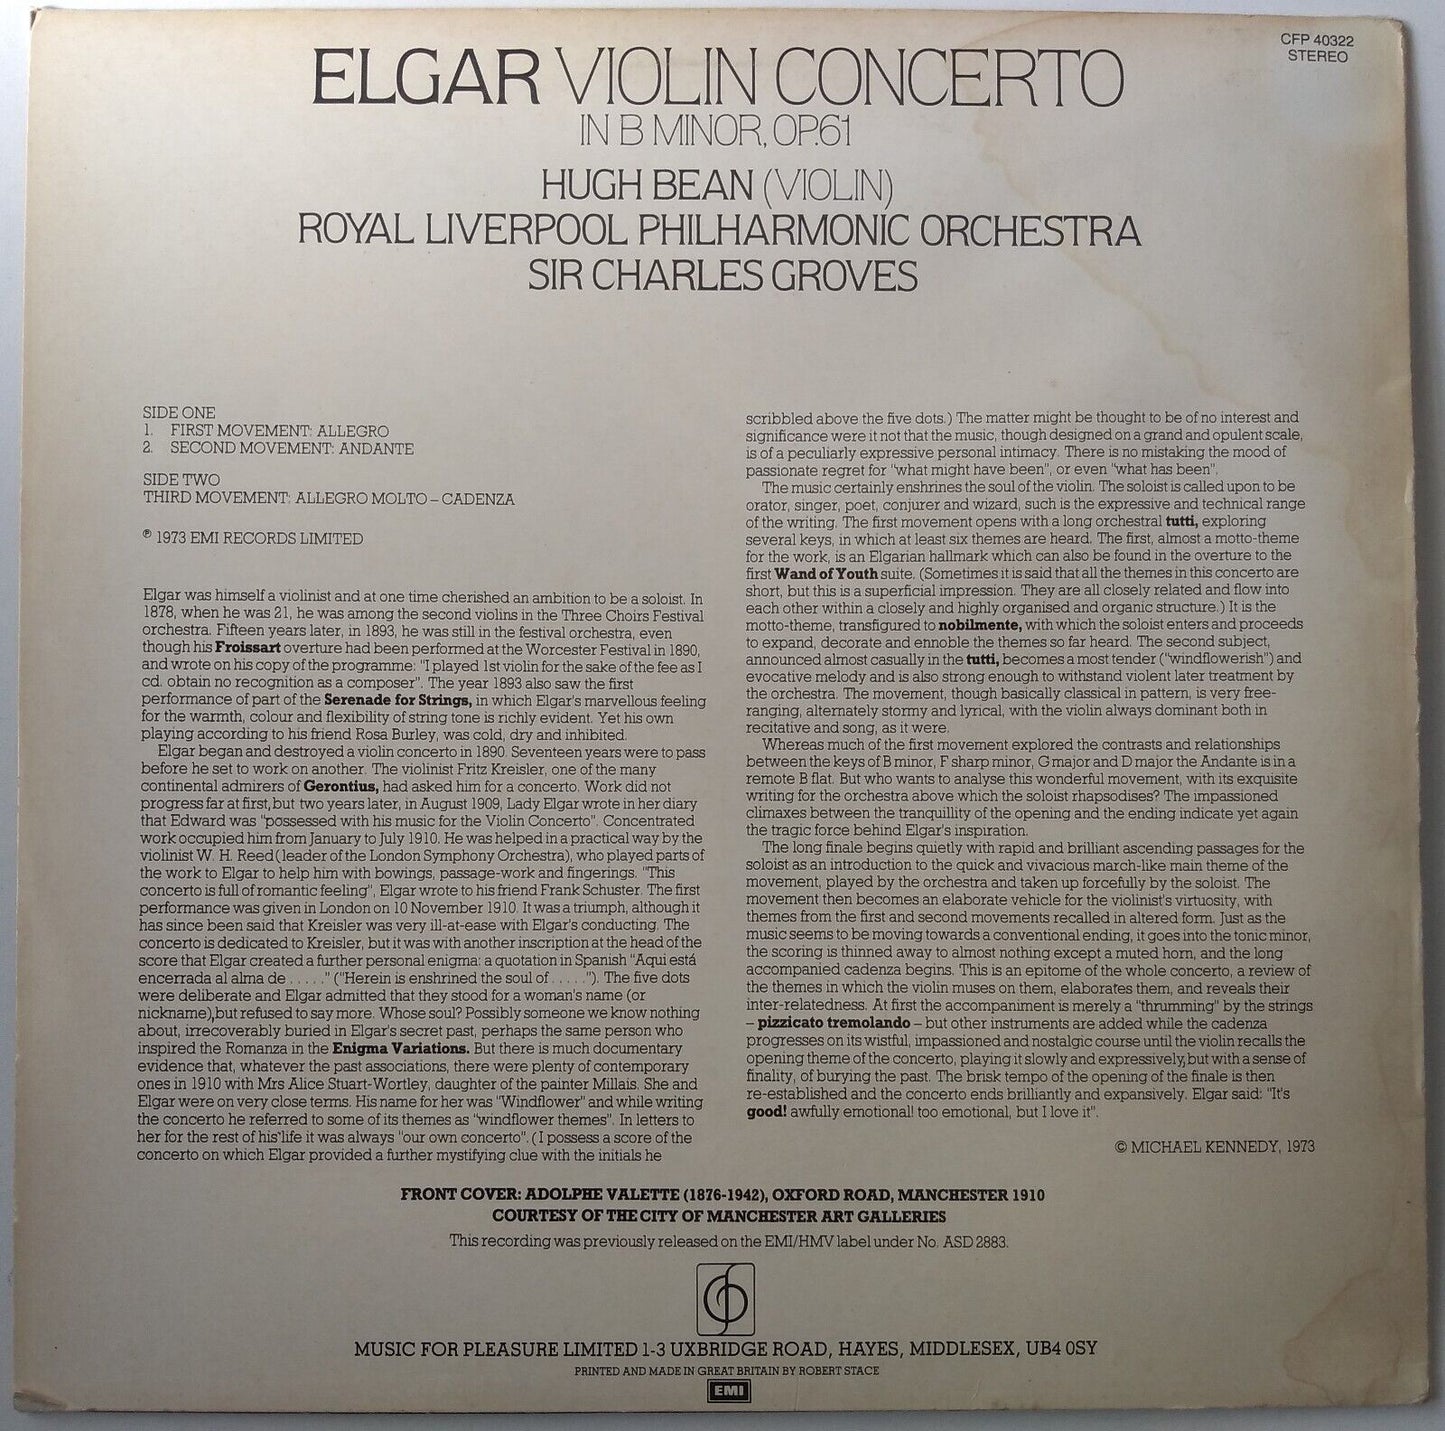 CFP 40322
STEREO
ELGAR VIOLIN CONCERTO
IN B MINOR, OP.61
HUGH BEAN (VIOLIN)
ROYAL LIVERPOOL PHILHARMONIC ORCHESTRA
SIR CHARLES GROVES
SIDE ONE
1. FIRST MOVEMENT: ALLEGRO
2. SECOND MOVEMENT: ANDANTE
SIDE TWO
THIRD MOVEMENT: ALLEGRO MOLTO – CADENZA
℗ 1973 EMI RECORDS LIMITED
Elgar was himself a violinist and at one time cherished an ambition to be a soloist. In
1878, when he was 21, he was among the second violins in the Three Choirs Festival
orchestra. Fifteen years later, in 1893, he was still in the festival orchestra, even
though his Froissart overture had been performed at the Worcester Festival in 1890,
and wrote on his copy of the programme: "I played 1st violin for the sake of the fee as I
cd. obtain no recognition as a composer". The year 1893 also saw the first
performance of part of the Serenade for Strings, in which Elgar's marvellous feeling
for the warmth, colour and flexibility of string tone is richly evident. Yet his own
playing according to his friend Rosa Burley, was cold, dry and inhibited.
Elgar began and destroyed a violin concerto in 1890. Seventeen years were to pass
before he set to work on another. The violinist Fritz Kreisler, one of the many
continental admirers of Gerontius, had asked him for a concerto. Work did not
progress far at first, but two years later, in August 1909, Lady Elgar wrote in her diary
that Edward was "possessed with his music for the Violin Concerto". Concentrated
work occupied him from January to July 1910. He was helped in a practical way by the
violinist W. H. Reed (leader of the London Symphony Orchestra), who played parts of
the work to Elgar to help him with bowings, passage-work and fingerings. "This
concerto is full of romantic feeling", Elgar wrote to his friend Frank Schuster. The first
performance was given in London on 10 November 1910. It was a triumph, although it
has since been said that Kreisler was very ill-at-ease with Elgar's conducting. The
concerto is dedicated to Kreisler, but it was with another inscription at the head of the
score that Elgar created a further personal enigma: a quotation in Spanish "Aqui está
encerrada al alma de . . . . ." ("Herein is enshrined the soul of . . . . ."). The five dots
were deliberate and Elgar admitted that they stood for a woman's name (or
nickname), but refused to say more. Whose soul? Possibly someone we know nothing
about, irrecoverably buried in Elgar's secret past, perhaps the same person who
inspired the Romanza in the Enigma Variations. But there is much documentary
evidence that, whatever the past associations, there were plenty of contemporary
ones in 1910 with Mrs Alice Stuart-Wortley, daughter of the painter Millais. She and
Elgar were on very close terms. His name for her was "Windflower" and while writing
the concerto he referred to some of its themes as "windflower themes". In letters to
her for the rest of his life it was always "our own concerto". (I possess a score of the
concerto on which Elgar provided a further mystifying clue with the initials he
scribbled above the five dots.) The matter might be thought to be of no interest and
significance were it not that the music, though designed on a grand and opulent scale,
is of a peculiarly expressive personal intimacy. There is no mistaking the mood of
passionate regret for "what might have been", or even "what has been".
The music certainly enshrines the soul of the violin. The soloist is called upon to be
orator, singer, poet, conjurer and wizard, such is the expressive and technical range
of the writing. The first movement opens with a long orchestral tutti, exploring
several keys, in which at least six themes are heard. The first, almost a motto-theme
for the work, is an Elgarian hallmark which can also be found in the overture to the
first Wand of Youth suite. (Sometimes it is said that all the themes in this concerto are
short, but this is a superficial impression. They are all closely related and flow into
each other within a closely and highly organised and organic structure.) It is the
motto-theme, transfigured to nobilmente, with which the soloist enters and proceeds
to expand, decorate and ennoble the themes so far heard. The second subject,
announced almost casually in the tutti, becomes a most tender ("windflowerish") and
evocative melody and is also strong enough to withstand violent later treatment by
the orchestra. The movement, though basically classical in pattern, is very free-
ranging, alternately stormy and lyrical, with the violin always dominant both in
recitative and song, as it were.
Whereas much of the first movement explored the contrasts and relationships
between the keys of B minor, F sharp minor, G major and D major the Andante is in a
remote B flat. But who wants to analyse this wonderful movement, with its exquisite
writing for the orchestra above which the soloist rhapsodises? The impassioned
climaxes between the tranquillity of the opening and the ending indicate yet again
the tragic force behind Elgar's inspiration.
The long finale begins quietly with rapid and brilliant ascending passages for the
soloist as an introduction to the quick and vivacious march-like main theme of the
movement, played by the orchestra and taken up forcefully by the soloist. The
movement then becomes an elaborate vehicle for the violinist's virtuosity, with
themes from the first and second movements recalled in altered form. Just as the
music seems to be moving towards a conventional ending, it goes into the tonic minor,
the scoring is thinned away to almost nothing except a muted horn, and the long
accompanied cadenza begins. This is an epitome of the whole concerto, a review of
the themes in which the violin muses on them, elaborates them, and reveals their
inter-relatedness. At first the accompaniment is merely a "thrumming" by the strings
– pizzicato tremolando – but other instruments are added while the cadenza
progresses on its wistful, impassioned and nostalgic course until the violin recalls the
opening theme of the concerto, playing it slowly and expressively, but with a sense of
finality, of burying the past. The brisk tempo of the opening of the finale is then
re-established and the concerto ends brilliantly and expansively. Elgar said: "It's
good! awfully emotional! too emotional, but I love it".
© MICHAEL KENNEDY, 1973
FRONT COVER: ADOLPHE VALETTE (1876-1942), OXFORD ROAD, MANCHESTER 1910
COURTESY OF THE CITY OF MANCHESTER ART GALLERIES
This recording was previously released on the EMI/HMV label under No. ASD 2883.
MUSIC FOR PLEASURE LIMITED 1-3 UXBRIDGE ROAD, HAYES, MIDDLESEX, UB4 0SY
PRINTED AND MADE IN GREAT BRITAIN BY ROBERT STACE
EMI